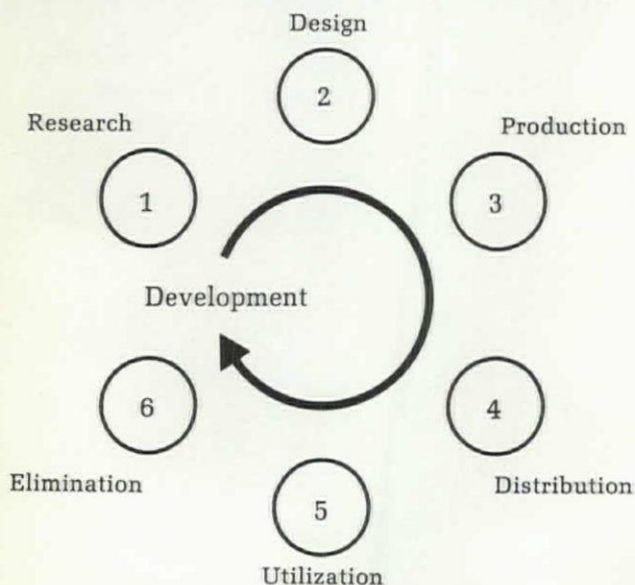 Design
2
Research
Production
1
3
Development
6
4
Elimination
Distribution
5
Utilization